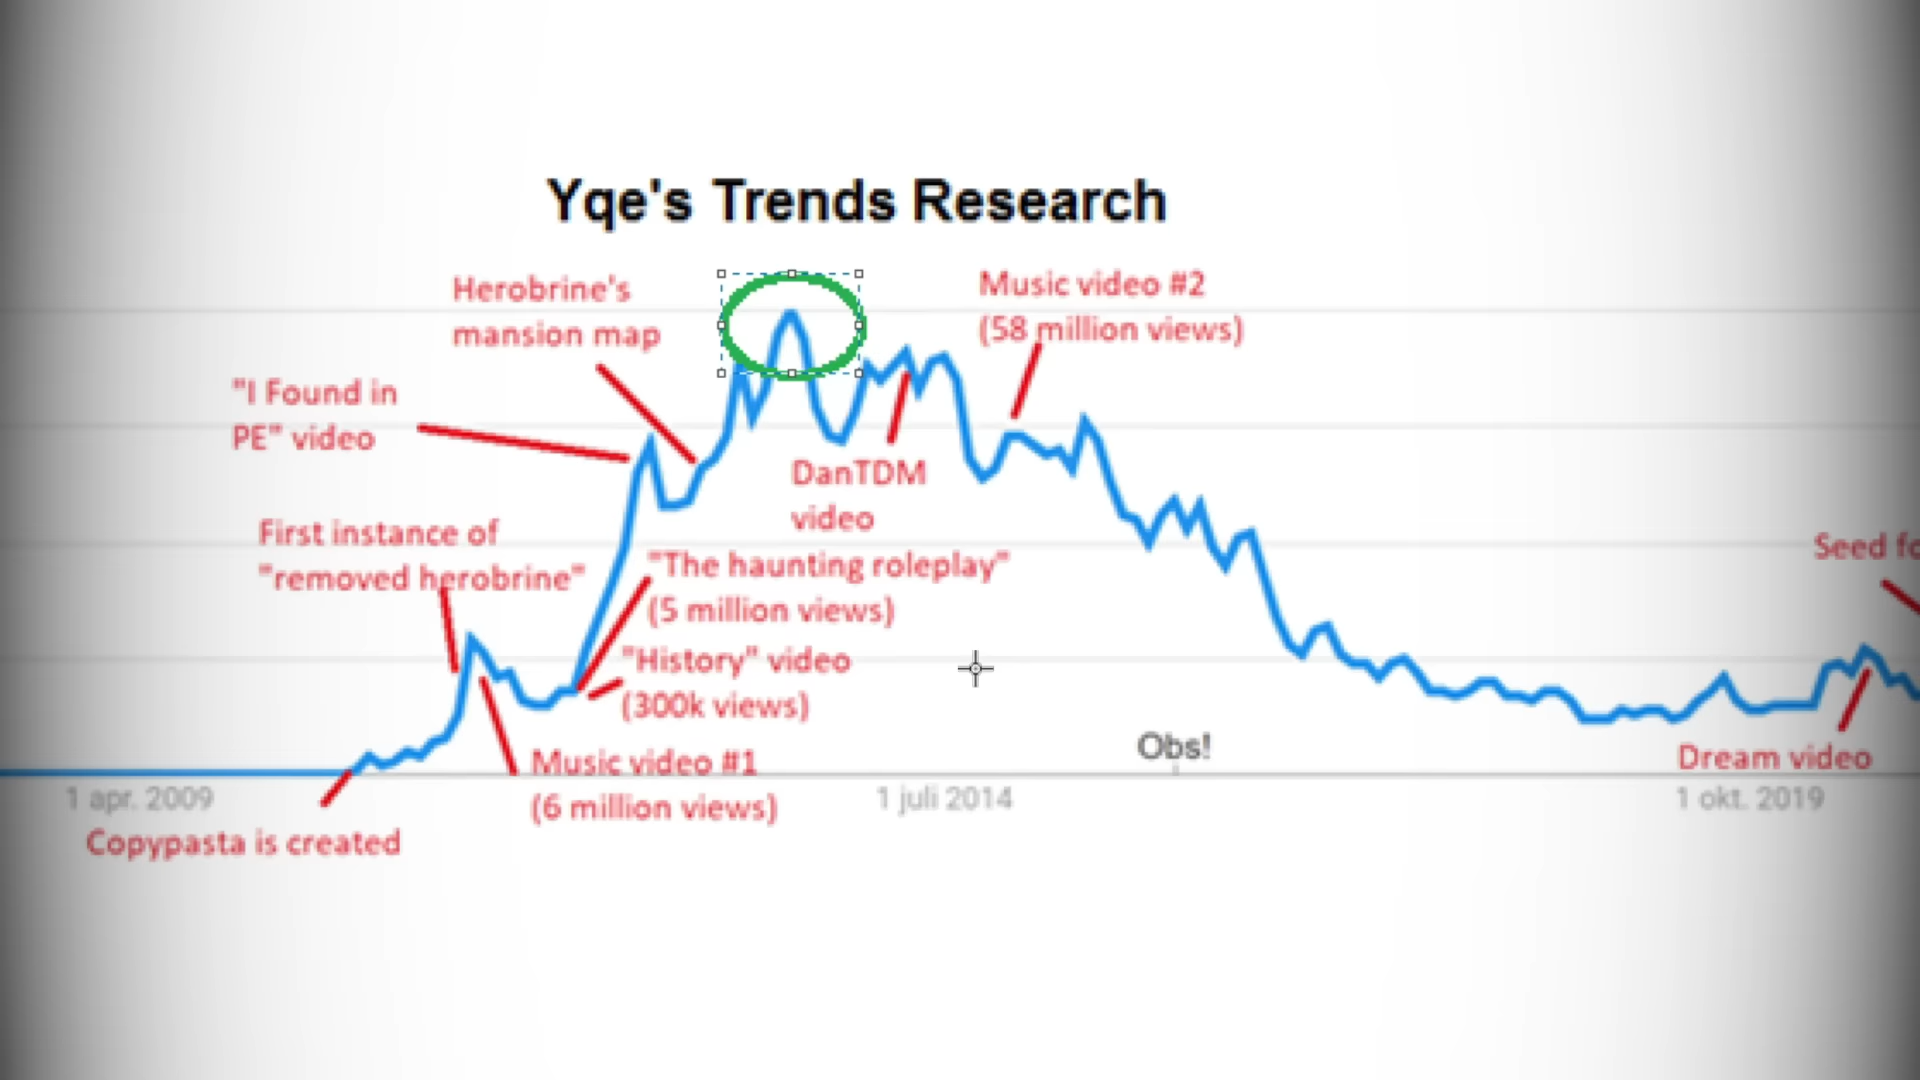 Yqe's Trends Research
Herobrine's
mansion map
Music video #2
(58 million views)
"I Found in
PE" video
DanTDM
video
First instance of
"removed herobrine"
"The haunting roleplay"
(5 million views)
Seed
"History" video
(300k views)
Obs!
Music video #1
(6 million views)
Dream video
1 apr. 2009
1 juli 2014
1 okt. 2019
Copypasta is created